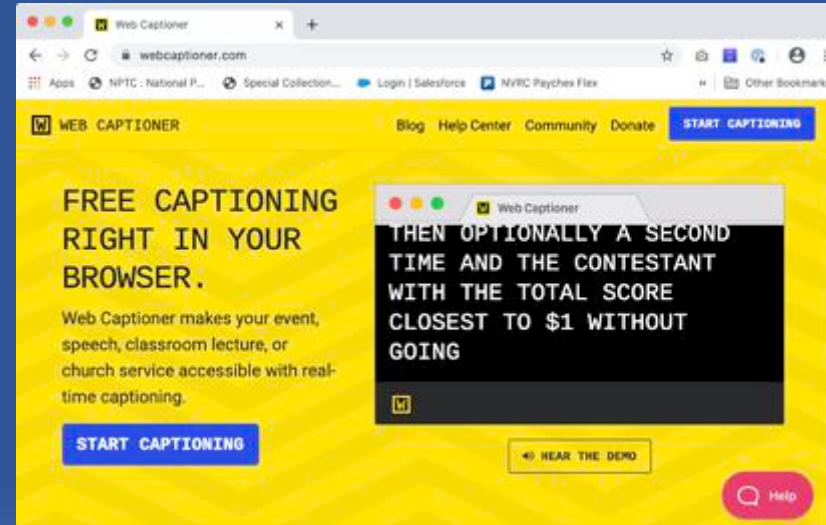 Web Captioner
webcaptioner.com
Apps NPTC : National P... Special Collection... Login | Salesforce NVRC Paychex Flex Other Bookmark
W WEB CAPTIONER Blog Help Center Community Donate START CAPTIONING
FREE CAPTIONING
RIGHT IN YOUR
BROWSER.
Web Captioner makes your event,
speech, classroom lecture, or
church service accessible with real-
time captioning.
START CAPTIONING
Web Captioner
THEN OPTIONALLY A SECOND
TIME AND THE CONTESTANT
WITH THE TOTAL SCORE
CLOSEST TO $1 WITHOUT
GOING
W
HEAR THE DEMO
Help